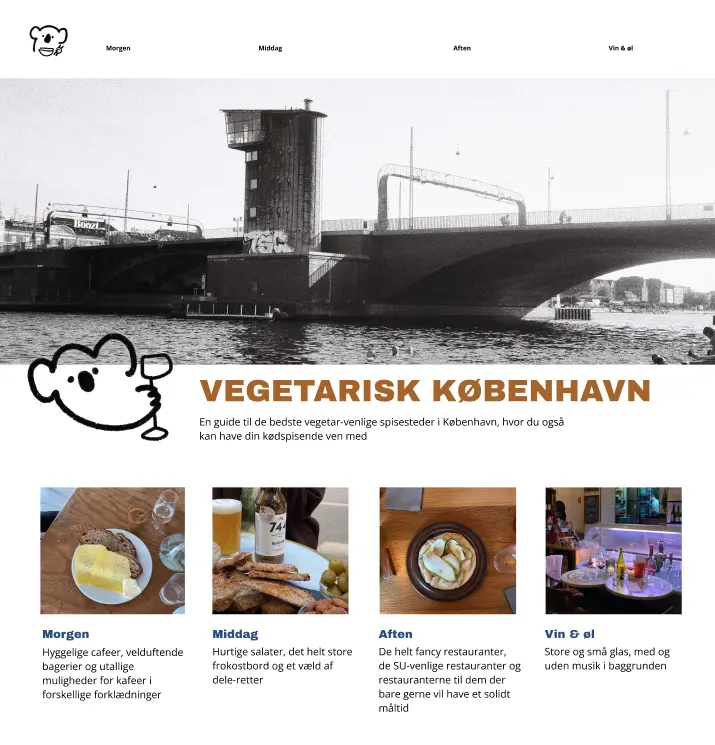 Morgen
Middag
Aften
Vin & øl
Boozt
VEGETARISK KØBENHAVN
En guide til de bedste vegetar-venlige spisesteder i København, hvor du også
kan have din kødspisende ven med
744
Morgen
Hyggelige cafeer, velduftende
bagerier og utallige
muligheder for kafeer i
forskellige forklædninger
Middag
Hurtige salater, det helt store
frokostbord og et væld af
dele-retter
Aften
De helt fancy restauranter,
de SU-venlige restauranter og
restauranterne til dem der
bare gerne vil have et solidt
måltid
Vin & øl
Store og små glas, med og
uden musik i baggrunden